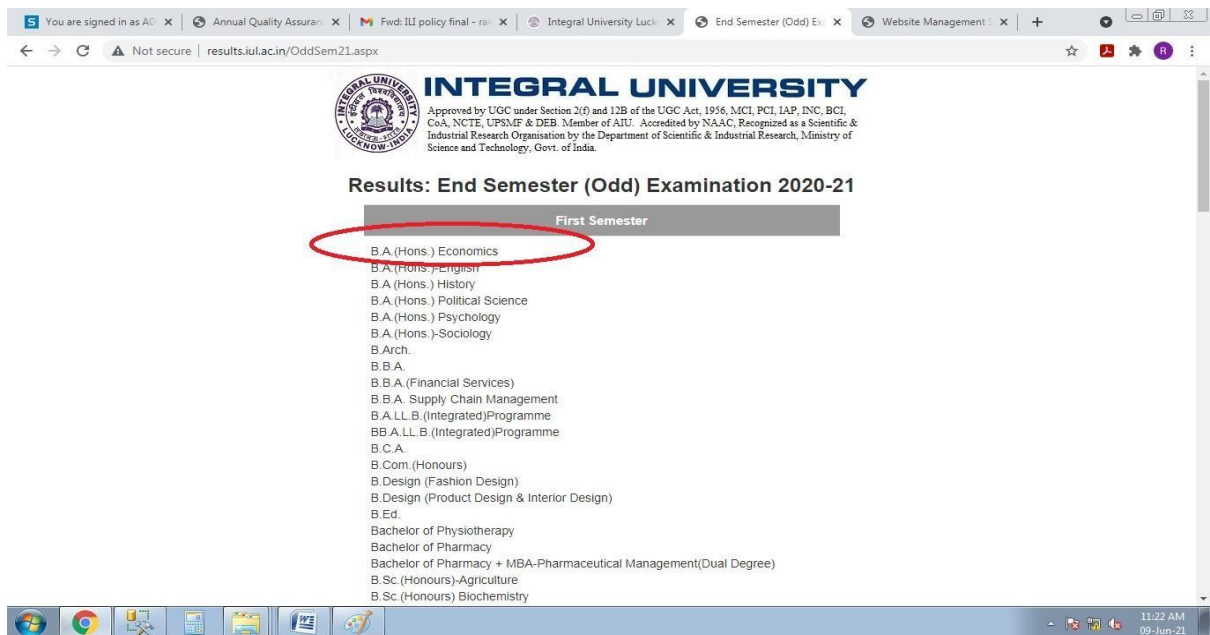 S You are signed in as A0 Annual Quality Assuran Fwd: ILI policy final - ra Integral University Luck End Semester (Odd) Ex Website Management S
Not secure | results.iul.ac.in/OddSem21.aspx R
INTEGRAL UNIVERSITY
LUCKNOW-INDIA
INTEGRAL UNIVERSITY
Approved by UGC under Section 2(f) and 12B of the UGC Act, 1956, MCI, PCI, IAP, INC, BCI,
CoA, NCTE, UPSMF & DEB. Member of AIU. Accredited by NAAC, Recognized as a Scientific &
Industrial Research Organisation by the Department of Scientific & Industrial Research, Ministry of
Science and Technology, Govt. of India.
Results: End Semester (Odd) Examination 2020-21
First Semester
B.A.(Hons.) Economics
B.A.(Hons.)-English
B.A (Hons.) History
B.A.(Hons.) Political Science
B.A.(Hons.) Psychology
B.A.(Hons.)-Sociology
B.Arch.
B.B.A.
B.B.A.(Financial Services)
B.B.A. Supply Chain Management
B.A.LL.B.(Integrated)Programme
BB.A.LL.B.(Integrated)Programme
B.C.A.
B.Com.(Honours)
B.Design (Fashion Design)
B.Design (Product Design & Interior Design)
B.Ed.
Bachelor of Physiotherapy
Bachelor of Pharmacy
Bachelor of Pharmacy + MBA-Pharmaceutical Management(Dual Degree)
B.Sc.(Honours)-Agriculture
B.Sc.(Honours) Biochemistry
11:22 AM
09-Jun-21